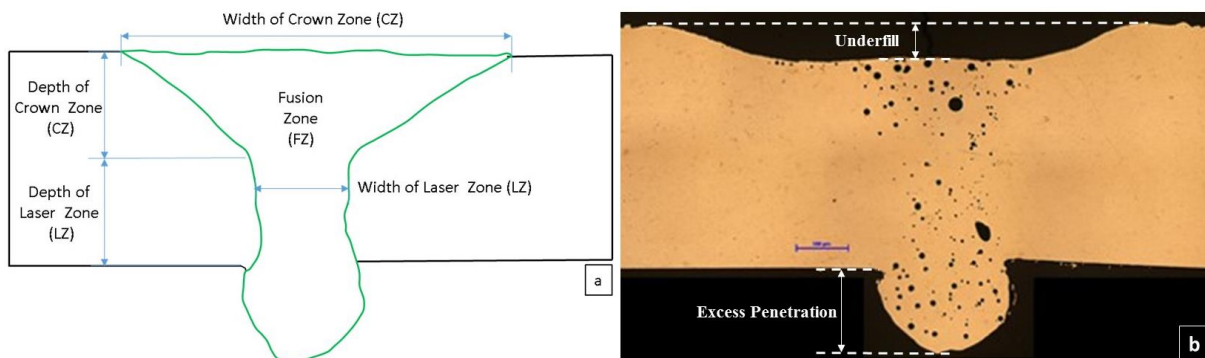 Width of Crown Zone (CZ)
Depth of
Crown Zone
(CZ)
Fusion
Zone
(FZ)
Depth of
Laser Zone
(LZ)
Width of Laser Zone (LZ)
a
Underfill
Excess Penetration
b